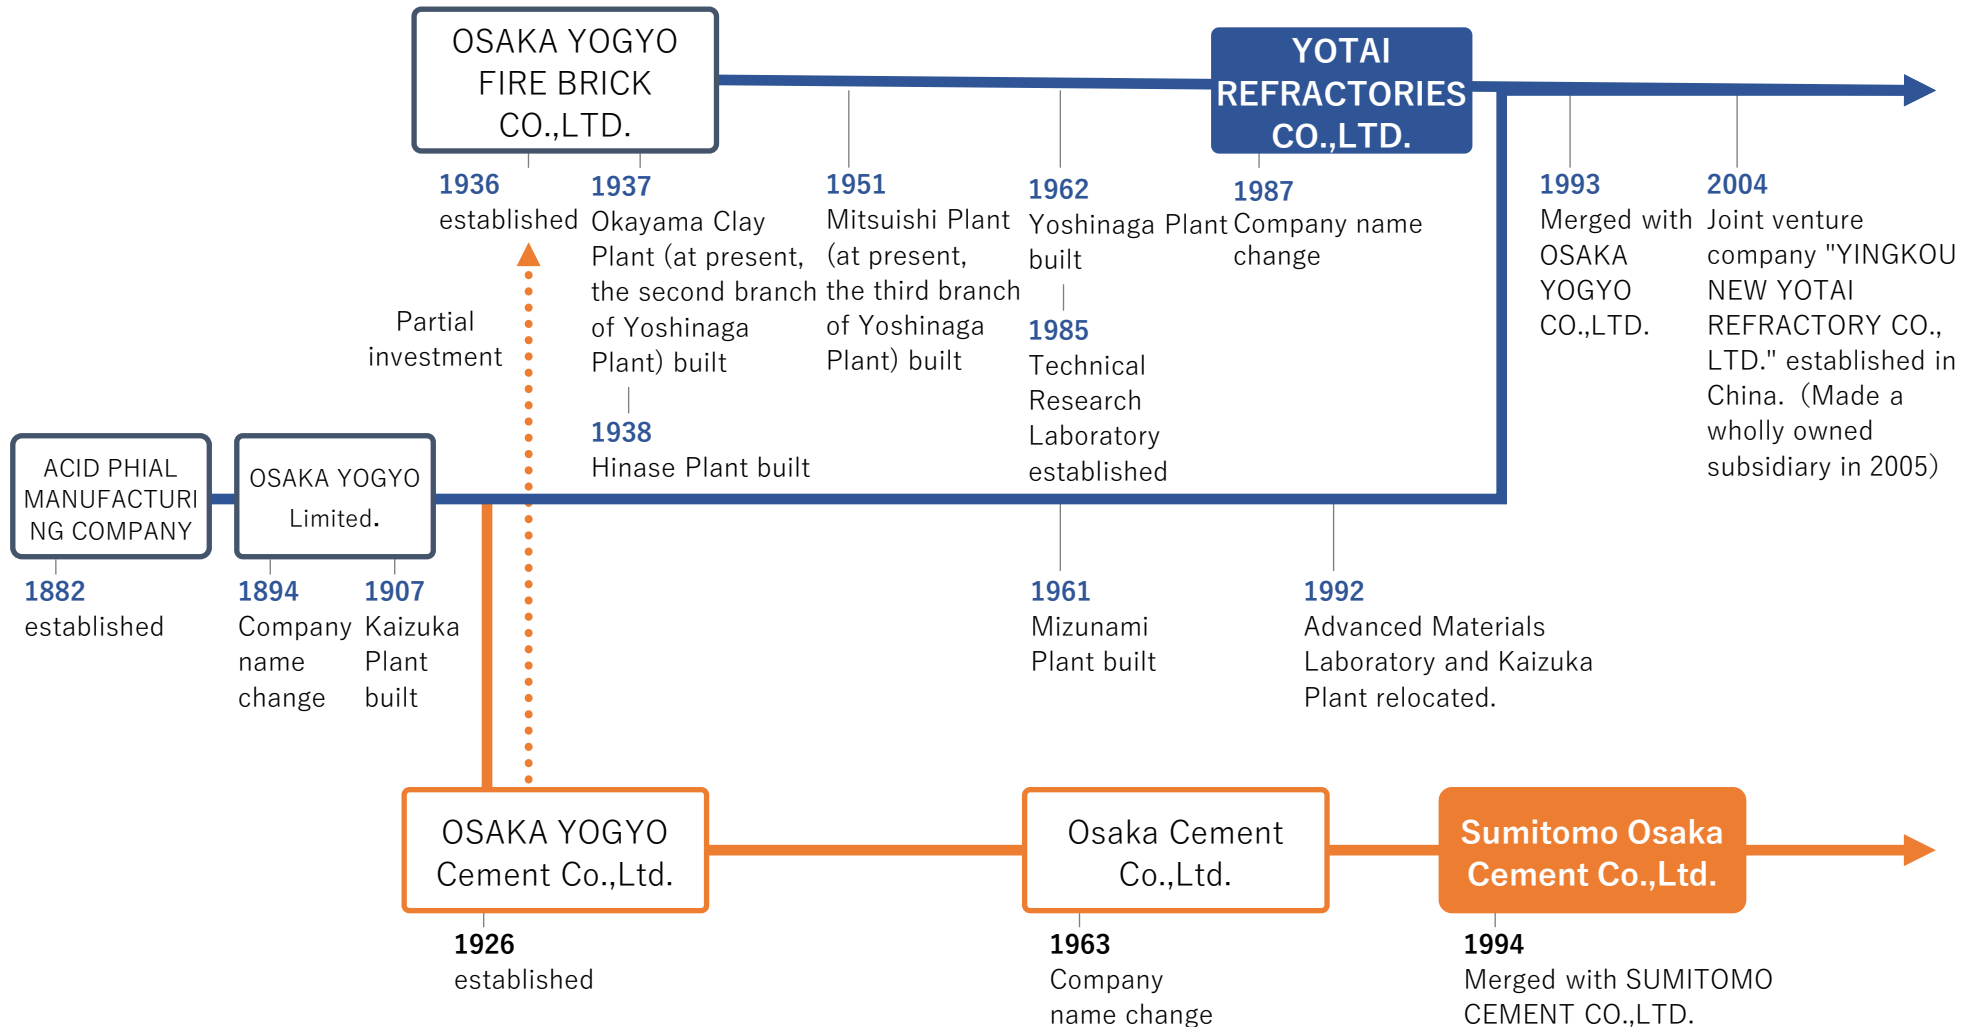 OSAKA YOGYO
FIRE BRICK
CO.,LTD.
YOTAI
REFRACTORIES
CO.,LTD.
1936
established
1937
Okayama Clay
Plant (at present,
the second branch
of Yoshinaga
Plant) built
1938
Hinase Plant built
1951
Mitsuishi Plant
(at present,
the third branch
of Yoshinaga
Plant) built
1962
Yoshinaga Plant
built
1985
Technical
Research
Laboratory
established
1987
Company name
change
1993
Merged with
OSAKA
YOGYO
CO.,LTD.
2004
Joint venture
company "YINGKOU
NEW YOTAI
REFRACTORY CO.,
LTD." established in
China. (Made a
wholly owned
subsidiary in 2005)
Partial
investment
ACID PHIAL
MANUFACTURI
NG COMPANY
OSAKA YOGYO
Limited.
1882
established
1894
Company
name
change
1907
Kaizuka
Plant
built
1961
Mizunami
Plant built
1992
Advanced Materials
Laboratory and Kaizuka
Plant relocated.
OSAKA YOGYO
Cement Co.,Ltd.
Osaka Cement
Co.,Ltd.
Sumitomo Osaka
Cement Co.,Ltd.
1926
established
1963
Company
name change
1994
Merged with SUMITOMO
CEMENT CO.,LTD.